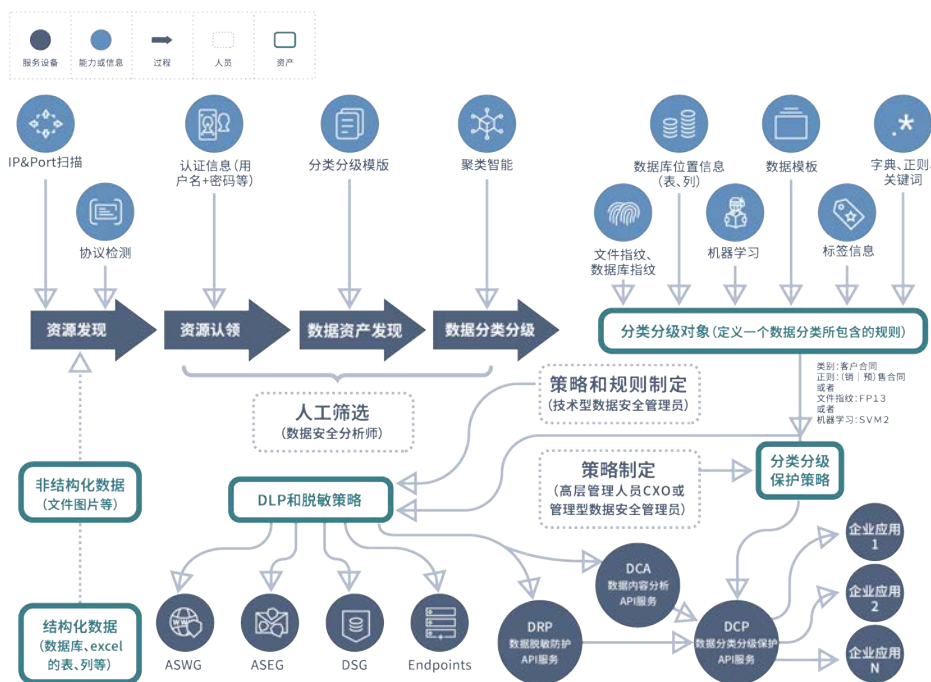 服务设备
能力或信息
过程
人员
资产
IP&Port扫描
认证信息(用
户名+密码等)
分类分级模版
聚类智能
数据库位置信息
(表、列)
数据模板
字典、正则、
关键词
协议检测
文件指纹、
数据库指纹
机器学习
标签信息
资源发现
资源认领
数据资产发现
数据分类分级
分类分级对象(定义一个数据分类所包含的规则)
类别:客户合同
正则:(销|预)售合同
或者
文件指纹:FP13
或者
机器学习:SVM2
人工筛选
(数据安全分析师)
策略和规则制定
(技术型数据安全管理员)
策略制定
(高层管理人员CXO或
管理型数据安全管理员)
分类分级
保护策略
非结构化数据
(文件图片等)
DLP和脱敏策略
结构化数据
(数据库、excel
的表、列等)
ASWG
ASEG
DSG
Endpoints
WW
DRP
数据脱敏防护
API服务
DCA
数据内容分析
API服务
DCP
数据分类分级保护
API服务
企业应用
1
企业应用
2
企业应用
N